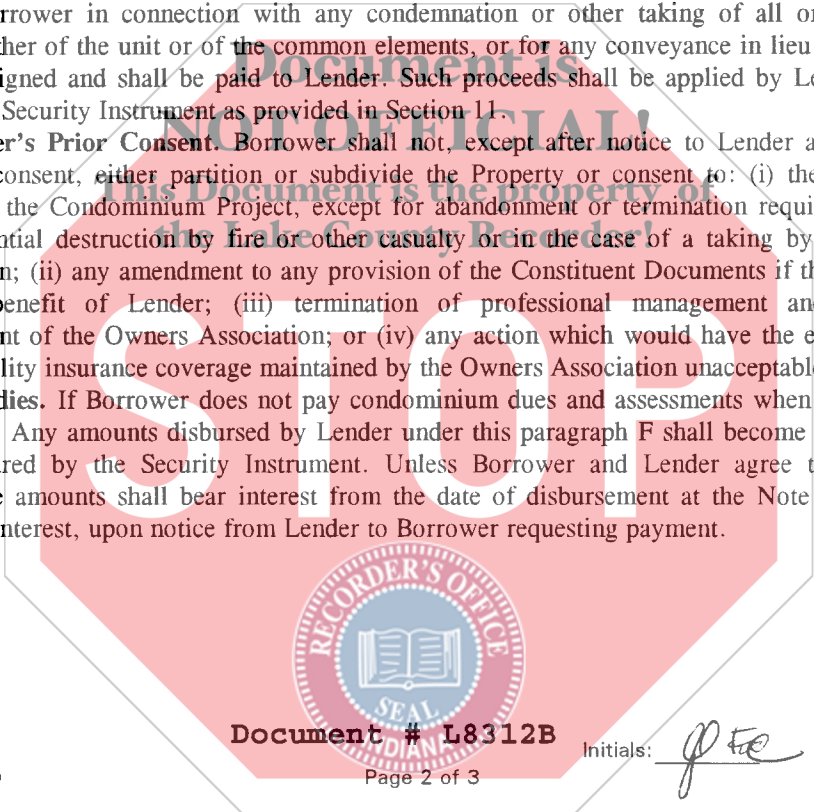 rrower in connection with any condemnation or other taking of all o
her of the unit or of the common elements, or for any conveyance in lieu
igned and shall be paid to Lender. Such proceeds shall be applied by Le
Security Instrument as provided in Section 11.
er's Prior Consent. Borrower shall not, except after notice to Lender a
consent, either partition or subdivide the Property or consent to: (i) the
the Condominium Project, except for abandonment or termination requi
ntial destruction by fire or other casualty or in the case of a taking by
n; (ii) any amendment to any provision of the Constituent Documents if th
benefit of Lender; (iii) termination of professional management an
nt of the Owners Association; or (iv) any action which would have the e
lity insurance coverage maintained by the Owners Association unacceptabl
dies. If Borrower does not pay condominium dues and assessments when
Any amounts disbursed by Lender under this paragraph F shall become
red by the Security Instrument. Unless Borrower and Lender agree t
e amounts shall bear interest from the date of disbursement at the Note
nterest, upon notice from Lender to Borrower requesting payment.
Document is
NOT OFFICIAL!
This Document is the property of
the Lake County Recorder!
STOP
RECORDER'S OFFICE
SEAL
INDIANA
Document # L8312B
Initials:
Page 2 of 3